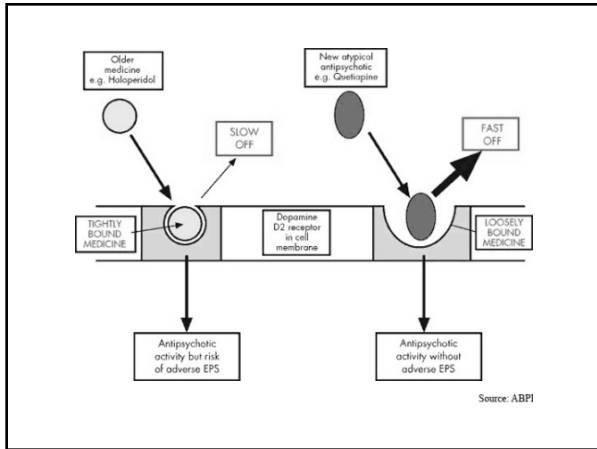 Older
medicine
e.g. Holoperidol
New atypical
antipsychotic
e.g. Quetiapine
SLOW
OFF
FAST
OFF
TIGHTLY
BOUND
MEDICINE
Dopamine
D2 receptor
in cell
membrane
LOOSELY
BOUND
MEDICINE
Antipsychotic
activity but risk
of adverse EPS
Antipsychotic
activity without
adverse EPS
Source: ABPI